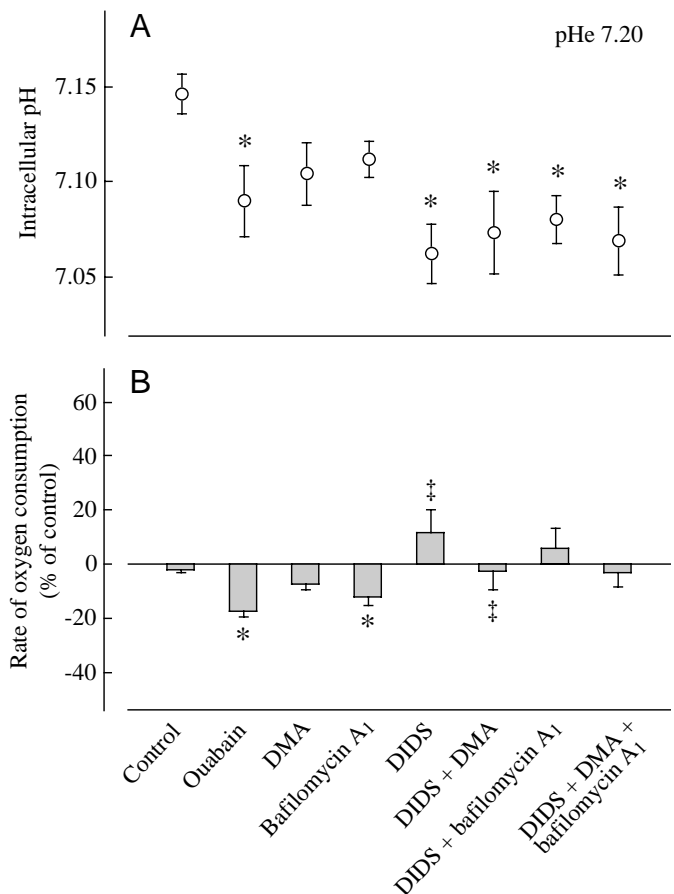 A
pHe 7.20
Intracellular pH
7.15
7.10
7.05
*
*
*
*
*
B
Rate of oxygen consumption
(% of control)
60
40
20
0
-20
-40
*
*
‡
‡
Control
Ouabain
DMA
Bafilomycin A1
DIDS
DIDS + DMA
DIDS + bafilomycin A1
DIDS + DMA +
bafilomycin A1